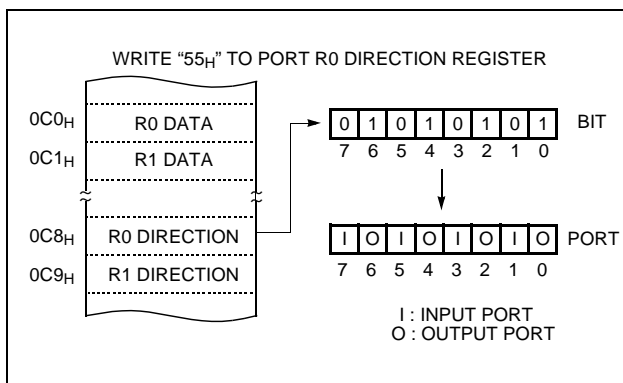 WRITE “55H” TO PORT R0 DIRECTION REGISTER
0C0H R0 DATA
0C1H R1 DATA
0C8H R0 DIRECTION
0C9H R1 DIRECTION
0 1 0 1 0 1 0 1 BIT
7 6 5 4 3 2 1 0
I O I O I O I O PORT
7 6 5 4 3 2 1 0
I : INPUT PORT
O : OUTPUT PORT